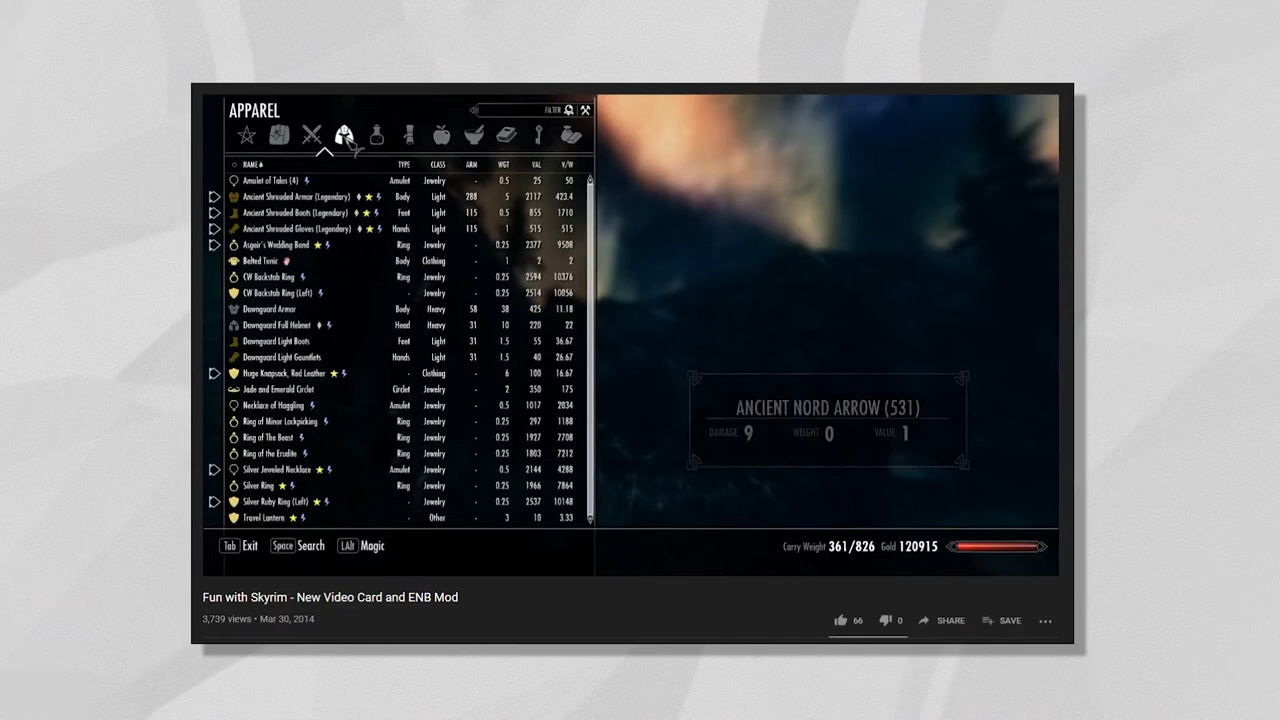 APPAREL
FILTER
NAME TYPE CLASS ARM WGT VAL V/W
Amulet of Talos (4) Amulet Jewelry - 0.5 25 50
Ancient Shrouded Armor (Legendary) Body Light 288 5 2117 423.4
Ancient Shrouded Boots (Legendary) Feet Light 115 0.5 855 1710
Ancient Shrouded Gloves (Legendary) Hands Light 115 1 515 515
Asgeir's Wedding Band Ring Jewelry - 0.25 2377 9508
Belted Tunic Body Clothing - 1 2 2
CW Backstab Ring Ring Jewelry - 0.25 2594 10376
CW Backstab Ring (Left) - Jewelry - 0.25 2514 10056
Dawnguard Armor Body Heavy 58 38 425 11.18
Dawnguard Full Helmet Head Heavy 31 10 220 22
Dawnguard Light Boots Feet Light 31 1.5 55 36.67
Dawnguard Light Gauntlets Hands Light 31 1.5 40 26.67
Huge Knapsack, Red Leather - Clothing - 6 100 16.67
Jade and Emerald Circlet Circlet Jewelry - 2 350 175
Necklace of Haggling Amulet Jewelry - 0.5 1017 2034
Ring of Minor Lockpicking Ring Jewelry - 0.25 297 1188
Ring of The Beast Ring Jewelry - 0.25 1927 7708
Ring of the Erudite Ring Jewelry - 0.25 1803 7212
Silver Jeweled Necklace Amulet Jewelry - 0.5 2144 4288
Silver Ring Ring Jewelry - 0.25 1966 7864
Silver Ruby Ring (Left) - Jewelry - 0.25 2537 10148
Travel Lantern - Other - 3 10 3.33
ANCIENT NORD ARROW (531)
DAMAGE 9 WEIGHT 0 VALUE 1
Tab Exit Space Search LAlt Magic
Carry Weight 361/826 Gold 120915
Fun with Skyrim - New Video Card and ENB Mod
3,739 views • Mar 30, 2014
66 0 SHARE SAVE